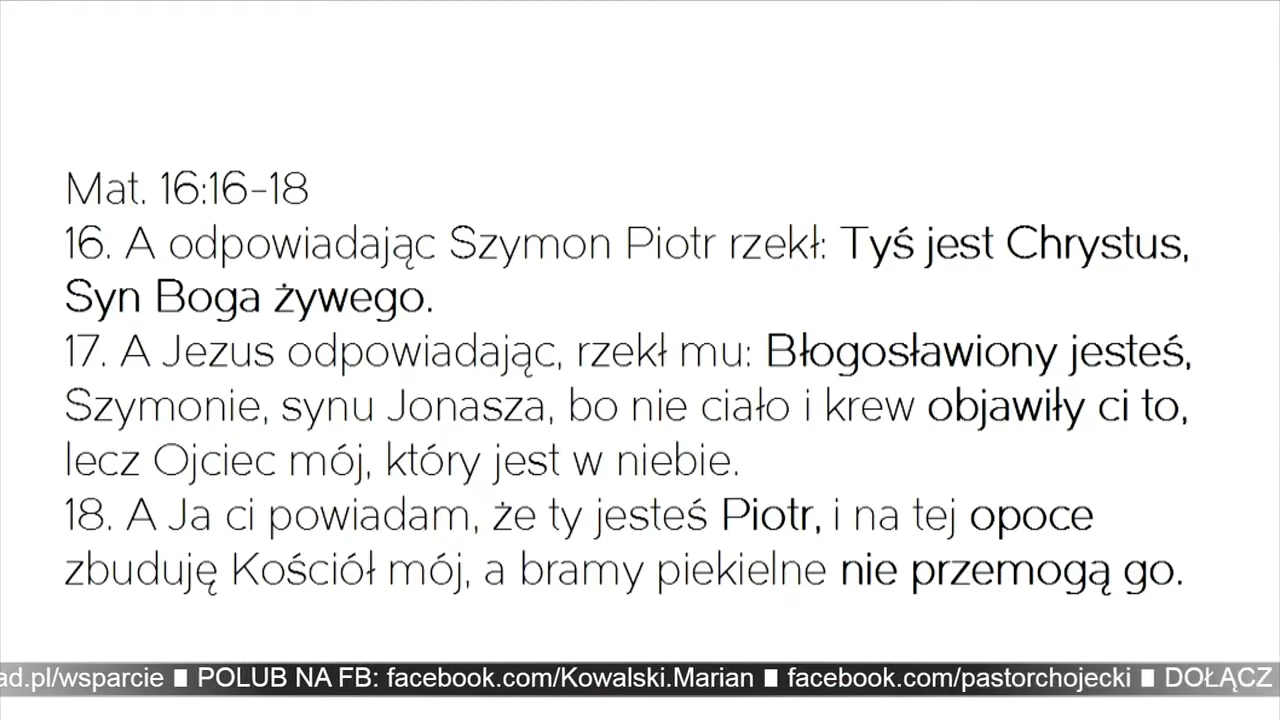 Mat. 16:16-18
16. A odpowiadając Szymon Piotr rzekł: Tyś jest Chrystus,
Syn Boga żywego.
17. A Jezus odpowiadając, rzekł mu: Błogosławiony jesteś,
Szymonie, synu Jonasza, bo nie ciało i krew objawiły ci to,
lecz Ojciec mój, który jest w niebie.
18. A Ja ci powiadam, że ty jesteś Piotr, i na tej opoce
zbuduję Kościół mój, a bramy piekielne nie przemogą go.
ad.pl/wsparcie ■ POLUB NA FB: facebook.com/Kowalski.Marian ■ facebook.com/pastorchojecki ■ DOŁĄCZ